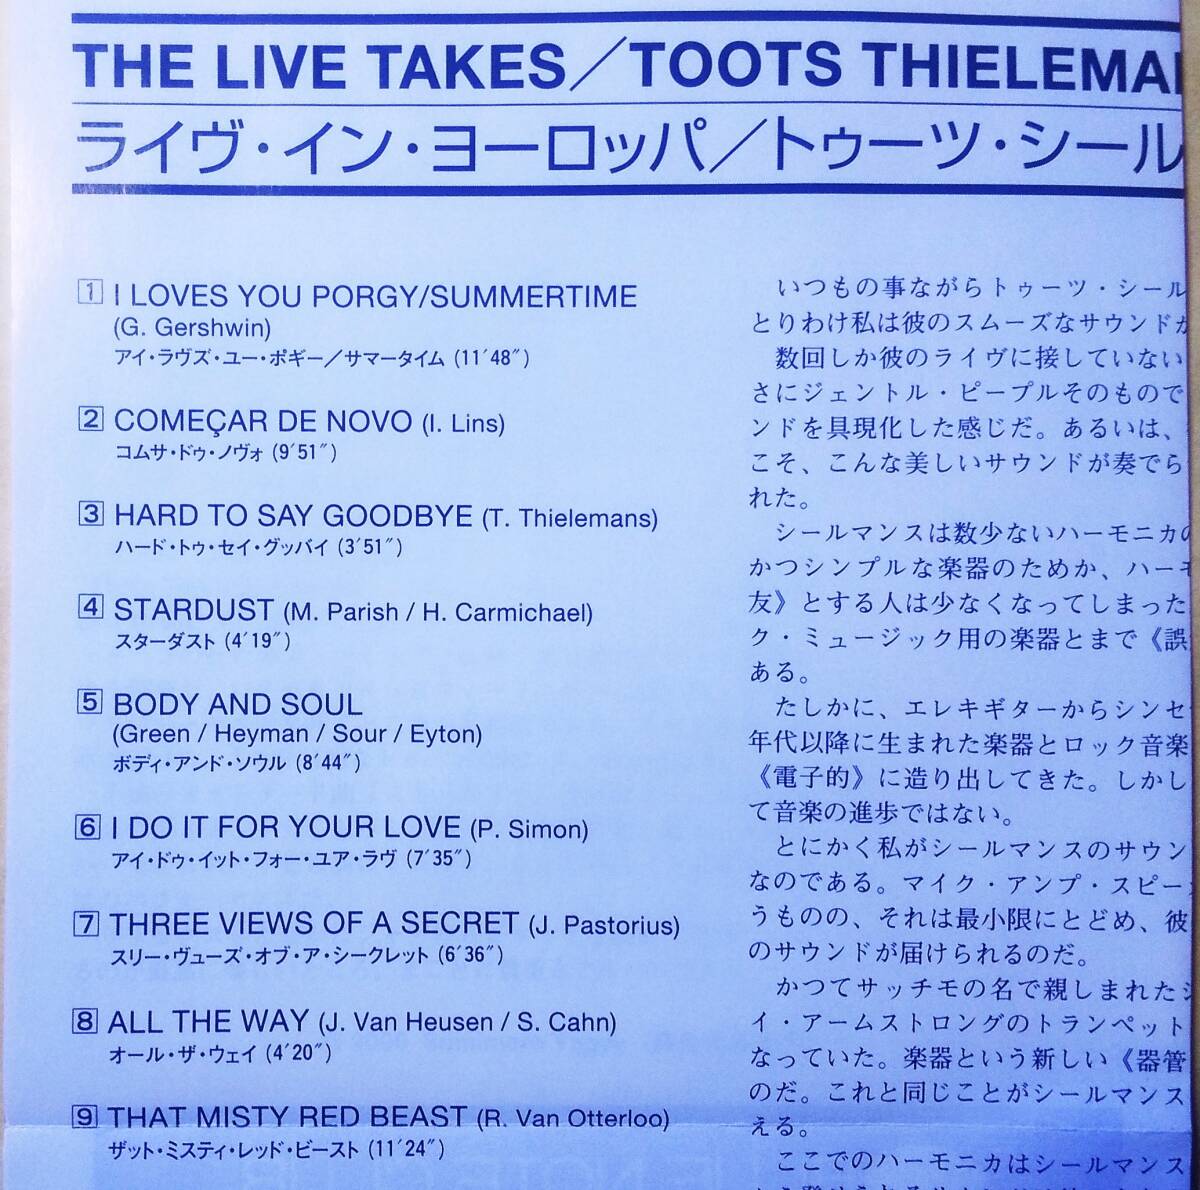 THE LIVE TAKES／TOOTS THIELEMA
ライヴ・イン・ヨーロッパ／トゥーツ・シール
1 I LOVES YOU PORGY/SUMMERTIME
(G. Gershwin)
アイ・ラヴズ・ユー・ポギー／サマータイム (11′48″)
2 COMEÇAR DE NOVO (I. Lins)
コムサ・ドゥ・ノヴォ (9′51″)
3 HARD TO SAY GOODBYE (T. Thielemans)
ハード・トゥ・セイ・グッバイ (3′51″)
4 STARDUST (M. Parish / H. Carmichael)
スターダスト (4′19″)
5 BODY AND SOUL
(Green / Heyman / Sour / Eyton)
ボディ・アンド・ソウル (8′44″)
6 I DO IT FOR YOUR LOVE (P. Simon)
アイ・ドゥ・イット・フォー・ユア・ラヴ (7′35″)
7 THREE VIEWS OF A SECRET (J. Pastorius)
スリー・ヴューズ・オブ・ア・シークレット (6′36″)
8 ALL THE WAY (J. Van Heusen / S. Cahn)
オール・ザ・ウェイ (4′20″)
9 THAT MISTY RED BEAST (R. Van Otterloo)
ザット・ミスティ・レッド・ビースト (11′24″)
いつもの事ながらトゥーツ・シール
とりわけ私は彼のスムーズなサウンドが
数回しか彼のライヴに接していない
さにジェントル・ピープルそのもので
ンドを具現化した感じだ。あるいは、
こそ、こんな美しいサウンドが奏でら
れた。
シールマンスは数少ないハーモニカの
かつシンプルな楽器のためか、ハーモ
友》とする人は少なくなってしまった
ク・ミュージック用の楽器とまで《誤
ある。
たしかに、エレキギターからシンセ
年代以降に生まれた楽器とロック音楽
《電子的》に造り出してきた。しかし
て音楽の進歩ではない。
とにかく私がシールマンスのサウン
なのである。マイク・アンプ・スピー
うものの、それは最小限にとどめ、彼
のサウンドが届けられるのだ。
かつてサッチモの名で親しまれた
イ・アームストロングのトランペット
なっていた。楽器という新しい《器管
のだ。これと同じことがシールマンス
える。
ここでのハーモニカはシールマンス